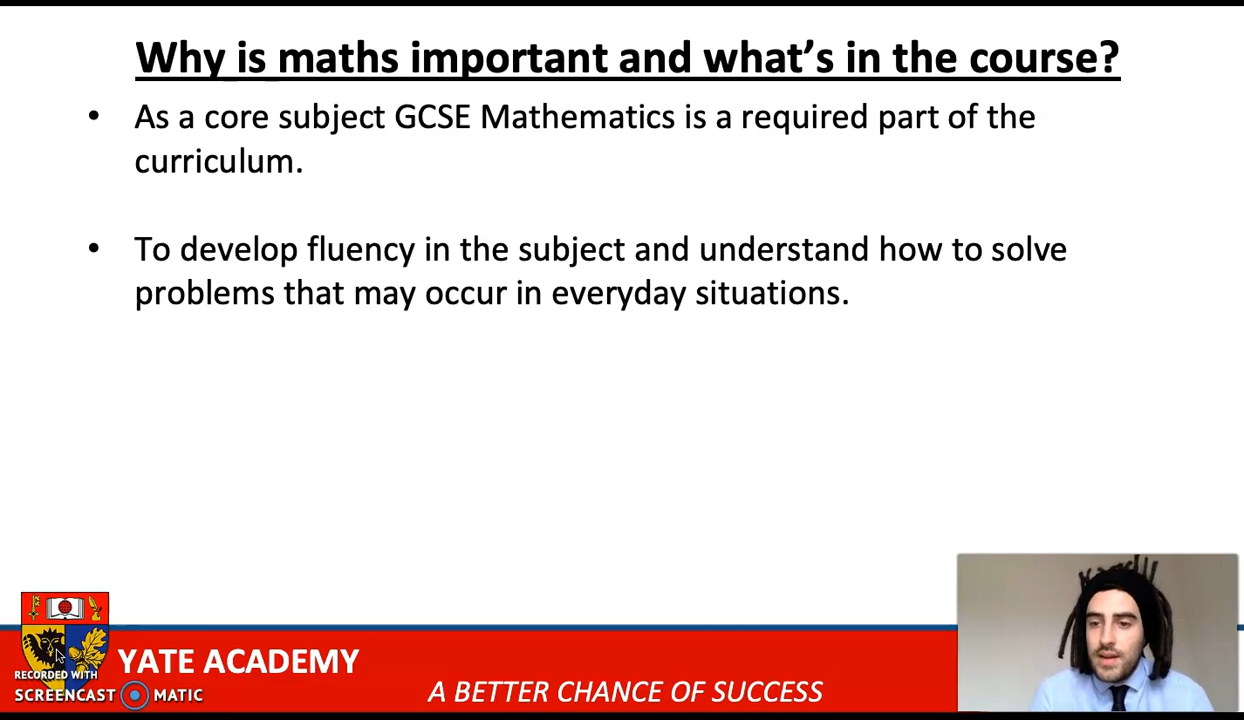 Why is maths important and what's in the course?
• As a core subject GCSE Mathematics is a required part of the
curriculum.
• To develop fluency in the subject and understand how to solve
problems that may occur in everyday situations.
YATE ACADEMY
RECORDED WITH
SCREENCAST MATIC
A BETTER CHANCE OF SUCCESS